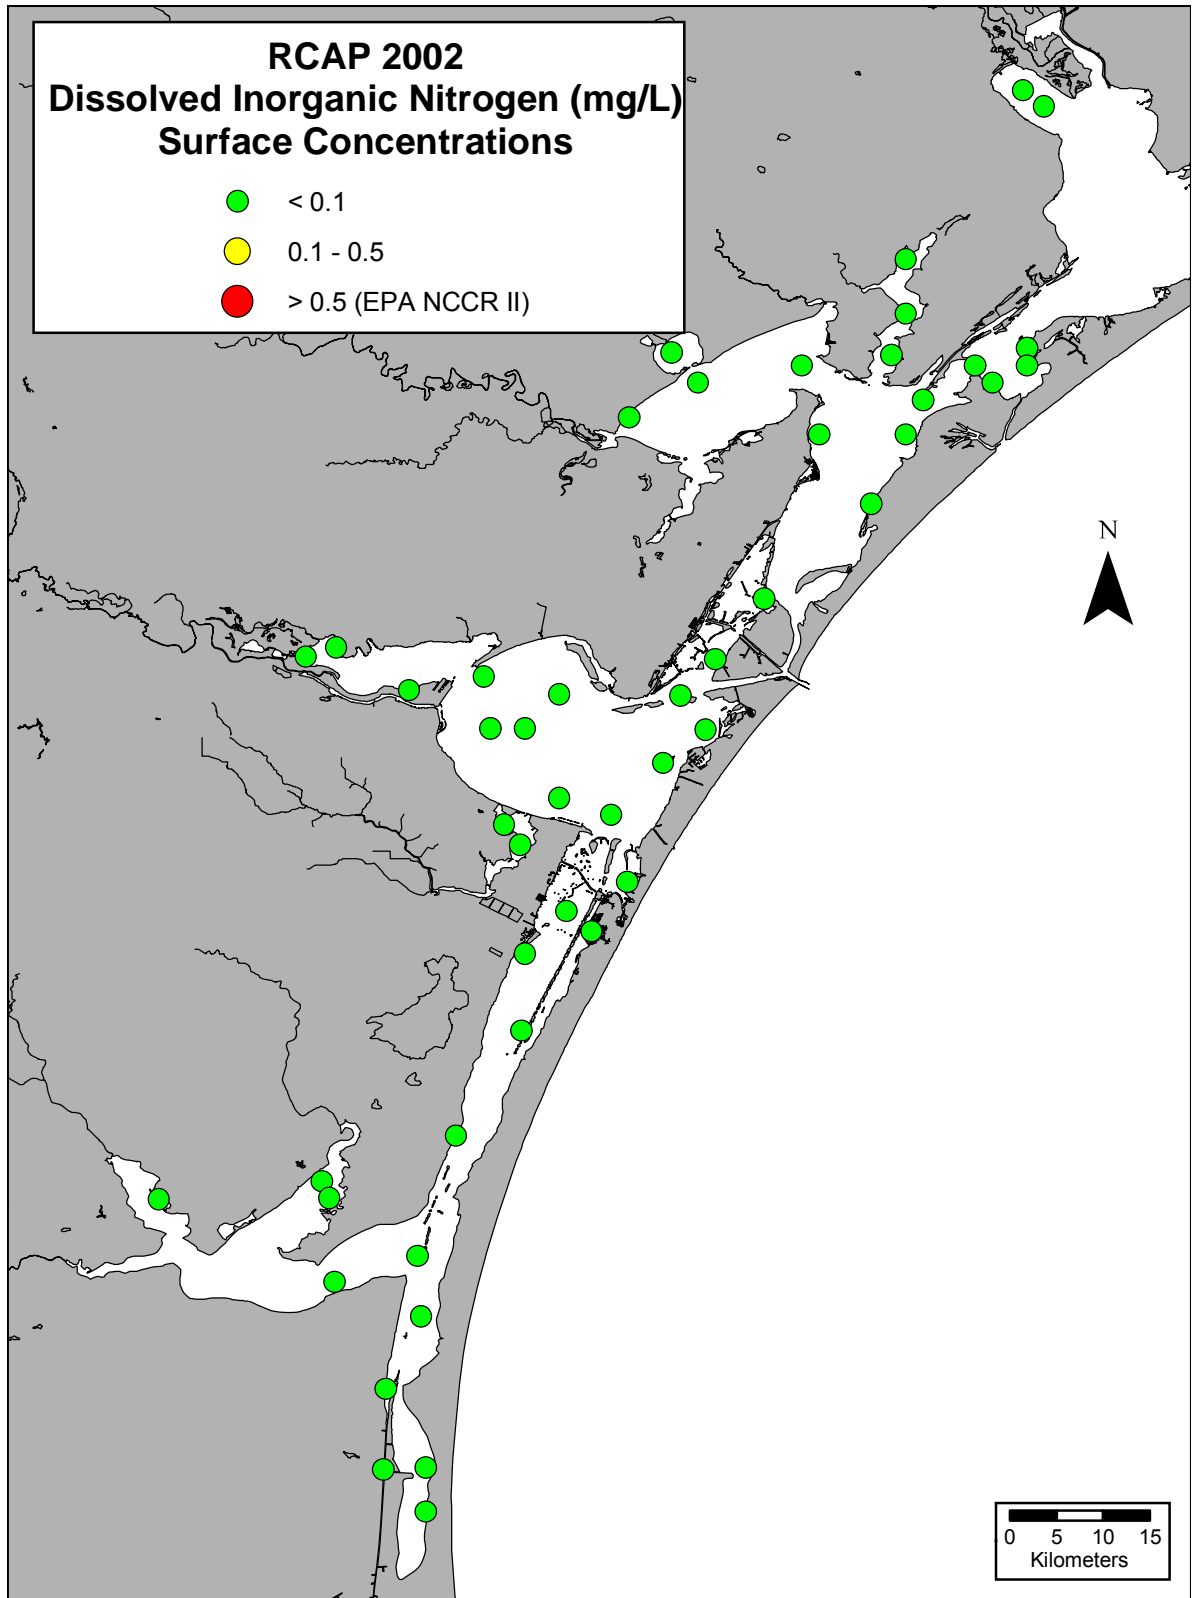 RCAP 2002
Dissolved Inorganic Nitrogen (mg/L)
Surface Concentrations
< 0.1
0.1 - 0.5
> 0.5 (EPA NCCR II)
N
0 5 10 15
Kilometers